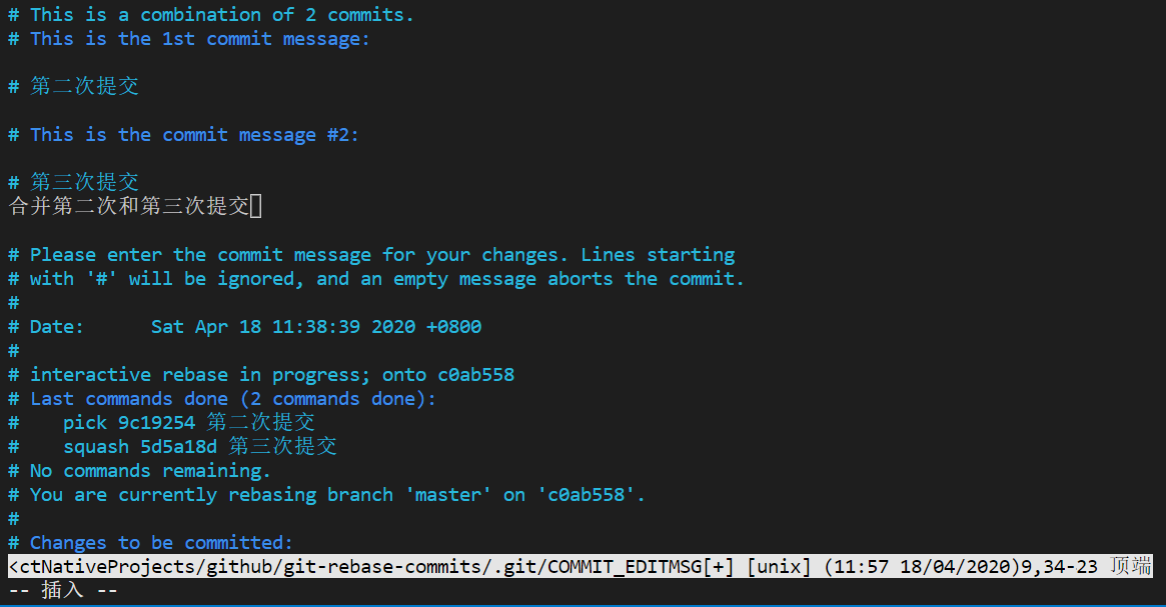 # This is a combination of 2 commits.
# This is the 1st commit message:
# 第二次提交
# This is the commit message #2:
# 第三次提交
合并第二次和第三次提交
# Please enter the commit message for your changes. Lines starting
# with '#' will be ignored, and an empty message aborts the commit.
#
# Date:      Sat Apr 18 11:38:39 2020 +0800
#
# interactive rebase in progress; onto c0ab558
# Last commands done (2 commands done):
#    pick 9c19254 第二次提交
#    squash 5d5a18d 第三次提交
# No commands remaining.
# You are currently rebasing branch 'master' on 'c0ab558'.
#
# Changes to be committed:
<ctNativeProjects/github/git-rebase-commits/.git/COMMIT_EDITMSG[+] [unix] (11:57 18/04/2020)9,34-23 顶端
-- 插入 --